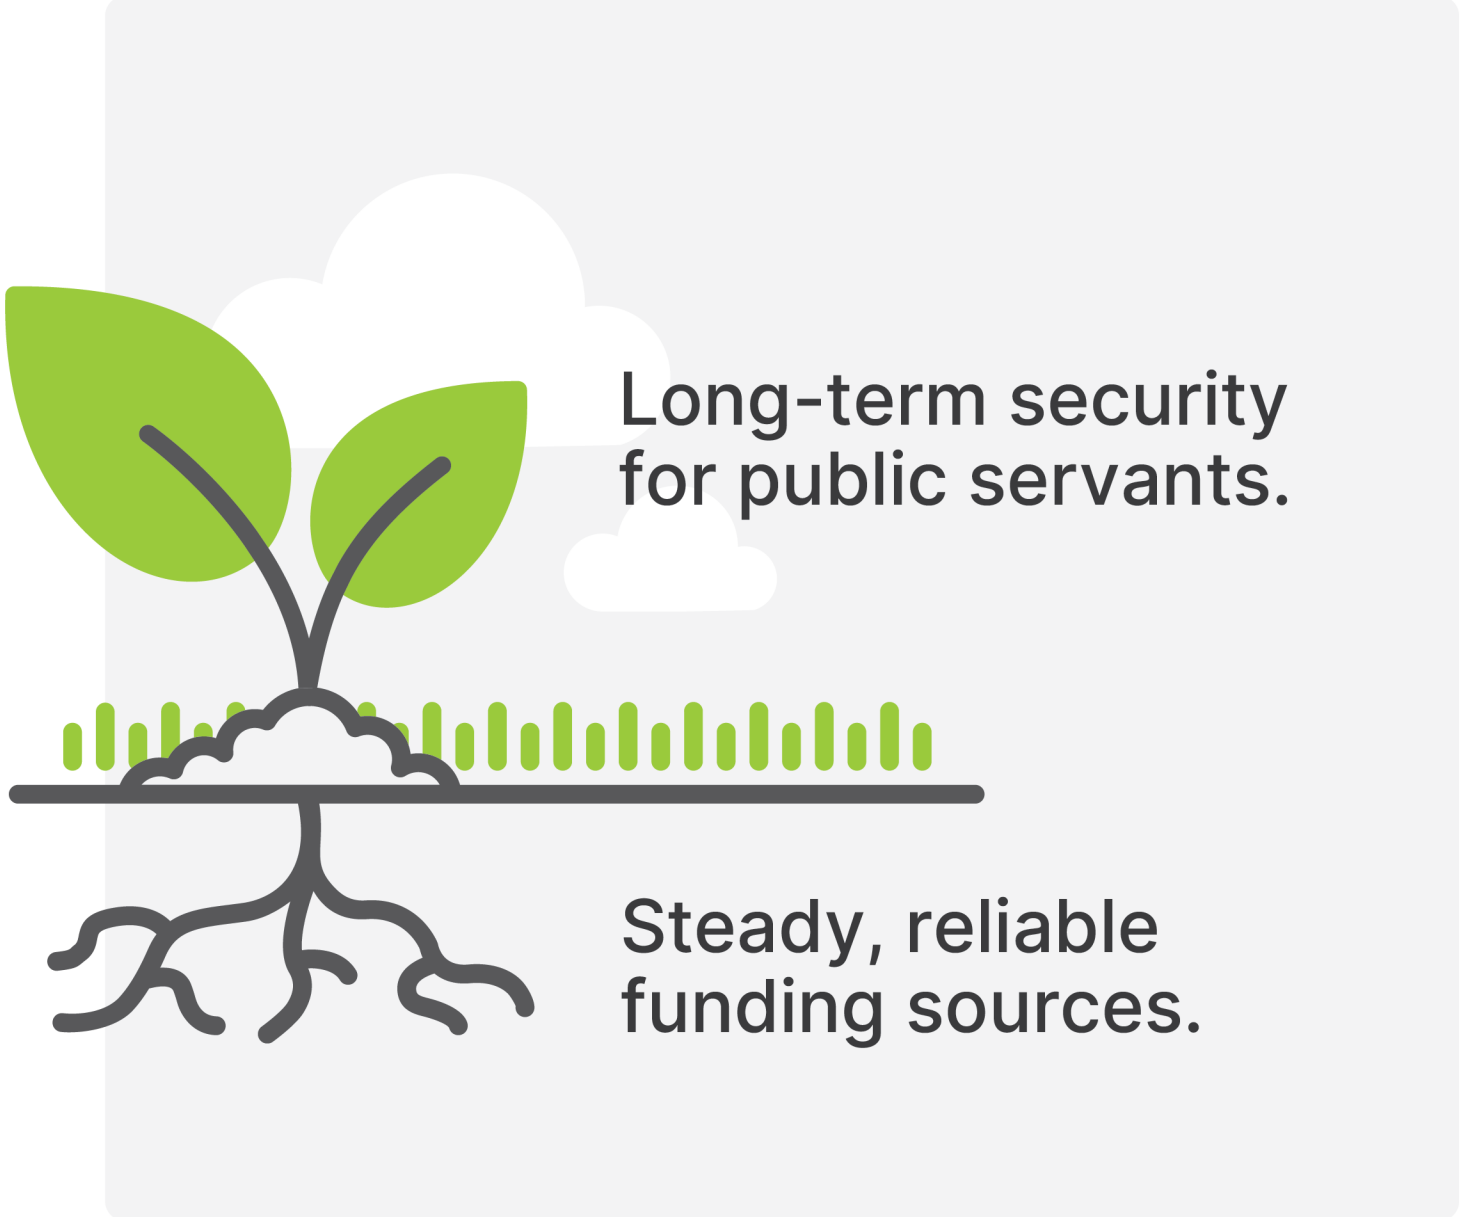 Long-term security
for public servants.
Steady, reliable
funding sources.